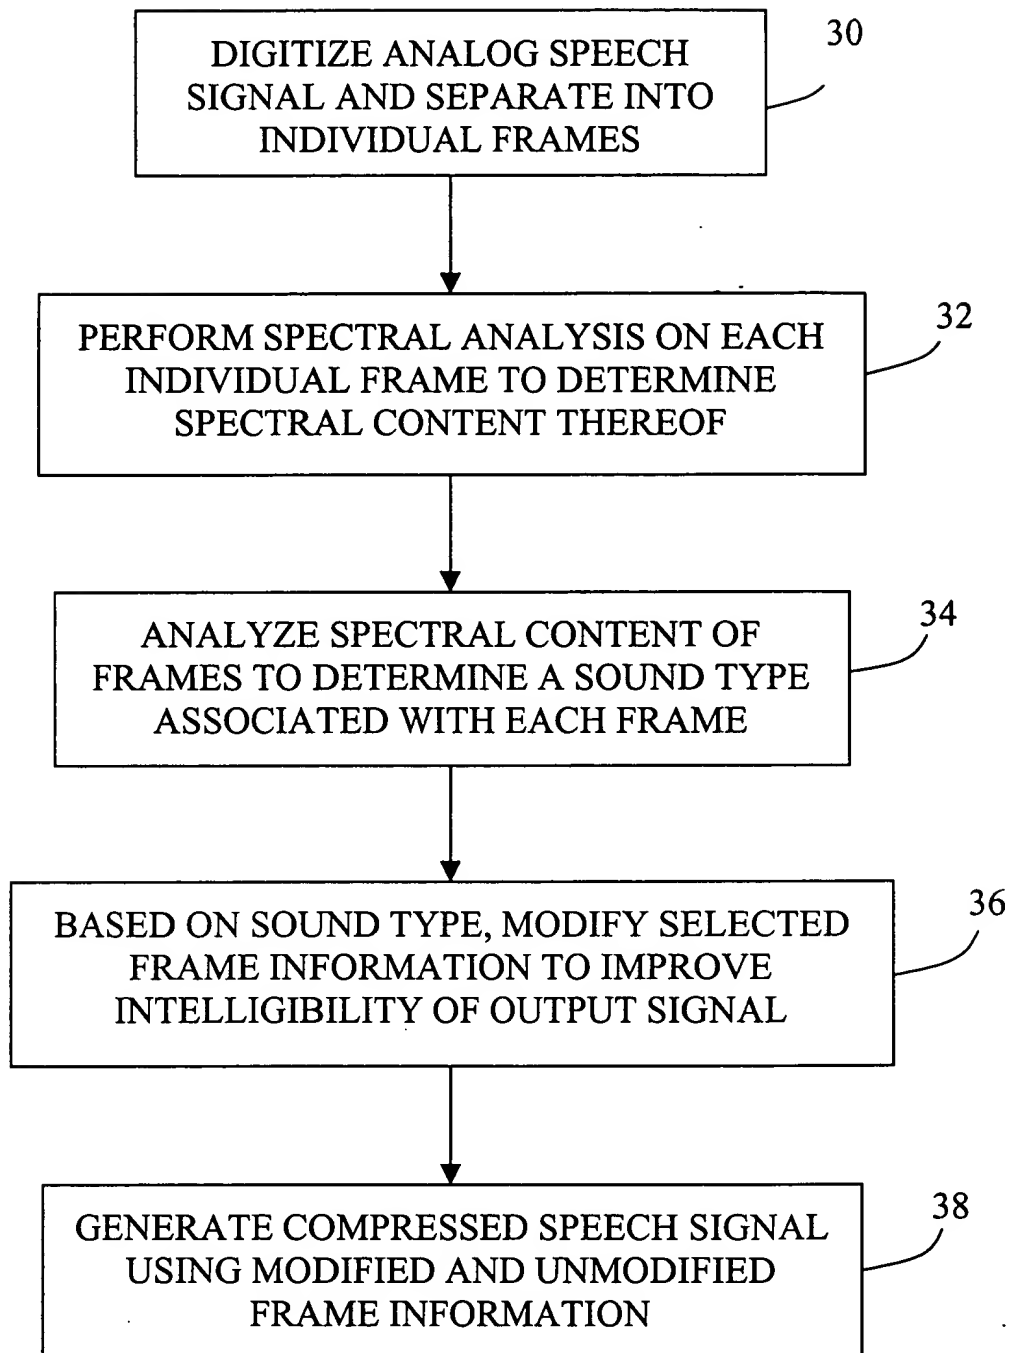 30
DIGITIZE ANALOG SPEECH
SIGNAL AND SEPARATE INTO
INDIVIDUAL FRAMES
32
PERFORM SPECTRAL ANALYSIS ON EACH
INDIVIDUAL FRAME TO DETERMINE
SPECTRAL CONTENT THEREOF
34
ANALYZE SPECTRAL CONTENT OF
FRAMES TO DETERMINE A SOUND TYPE
ASSOCIATED WITH EACH FRAME
36
BASED ON SOUND TYPE, MODIFY SELECTED
FRAME INFORMATION TO IMPROVE
INTELLIGIBILITY OF OUTPUT SIGNAL
38
GENERATE COMPRESSED SPEECH SIGNAL
USING MODIFIED AND UNMODIFIED
FRAME INFORMATION